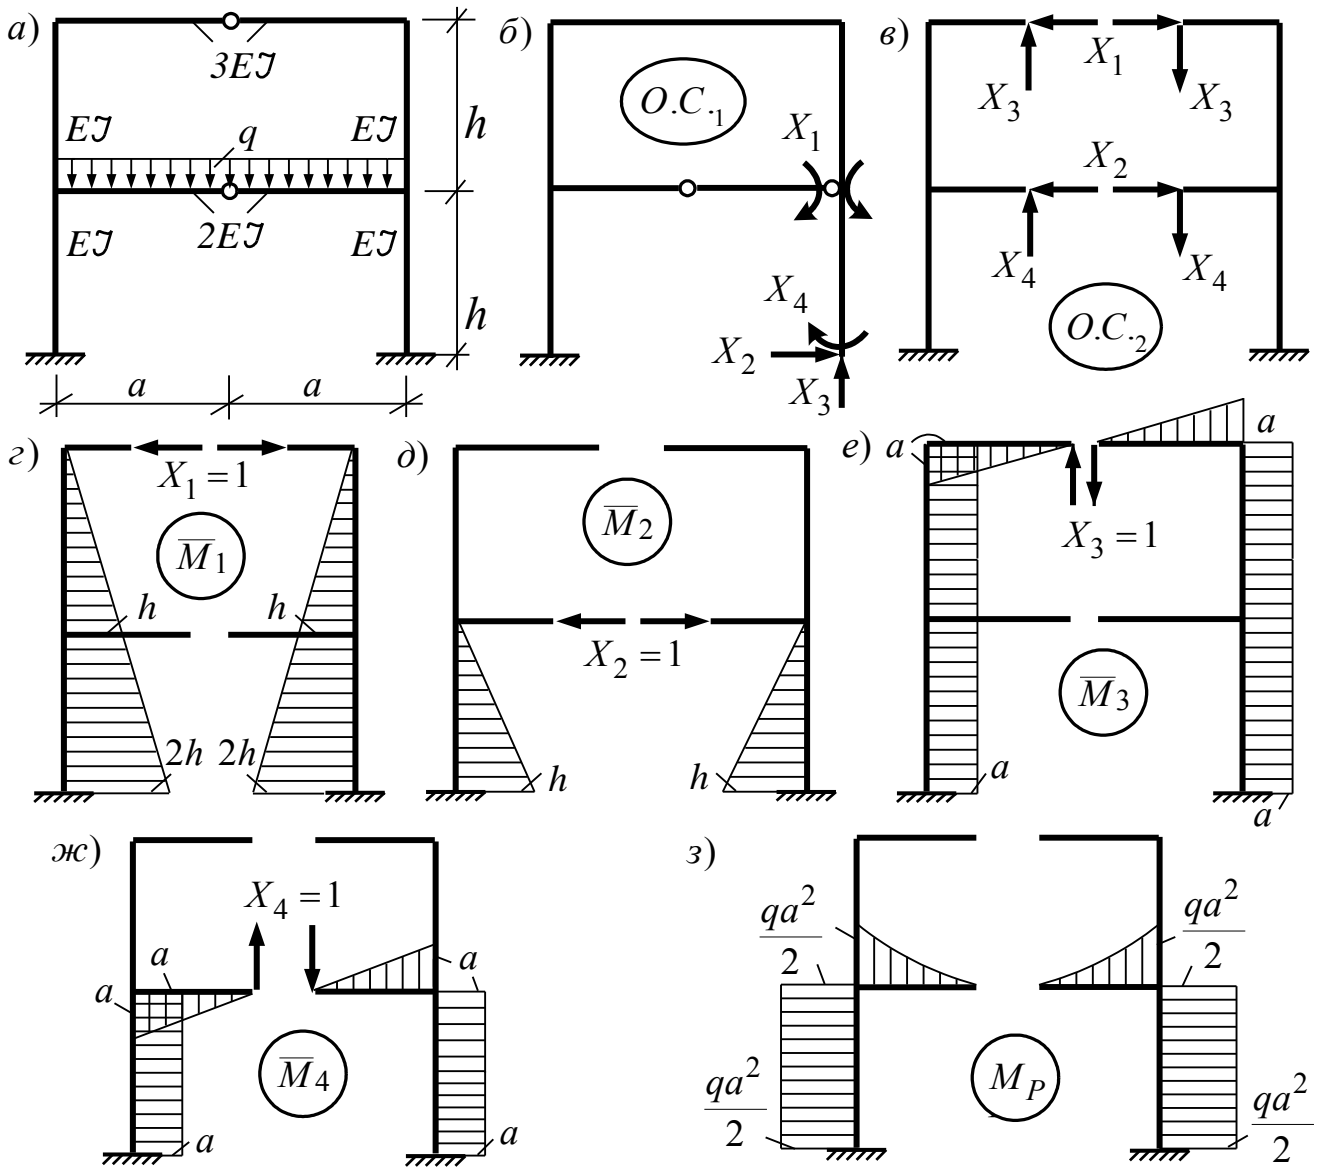 а)
3EJ
EJ
EJ
q
h
EJ
2EJ
EJ
h
a
a
б)
О.С.1
X1
X4
X2
X3
в)
X1
X3
X3
X2
X4
X4
О.С.2
г)
X1 = 1
M̅1
h
h
2h
2h
д)
M̅2
X2 = 1
h
h
е)
a
a
X3 = 1
M̅3
a
a
ж)
X4 = 1
a
a
a
M̅4
a
a
з)
qa²/2
qa²/2
MP
qa²/2
qa²/2